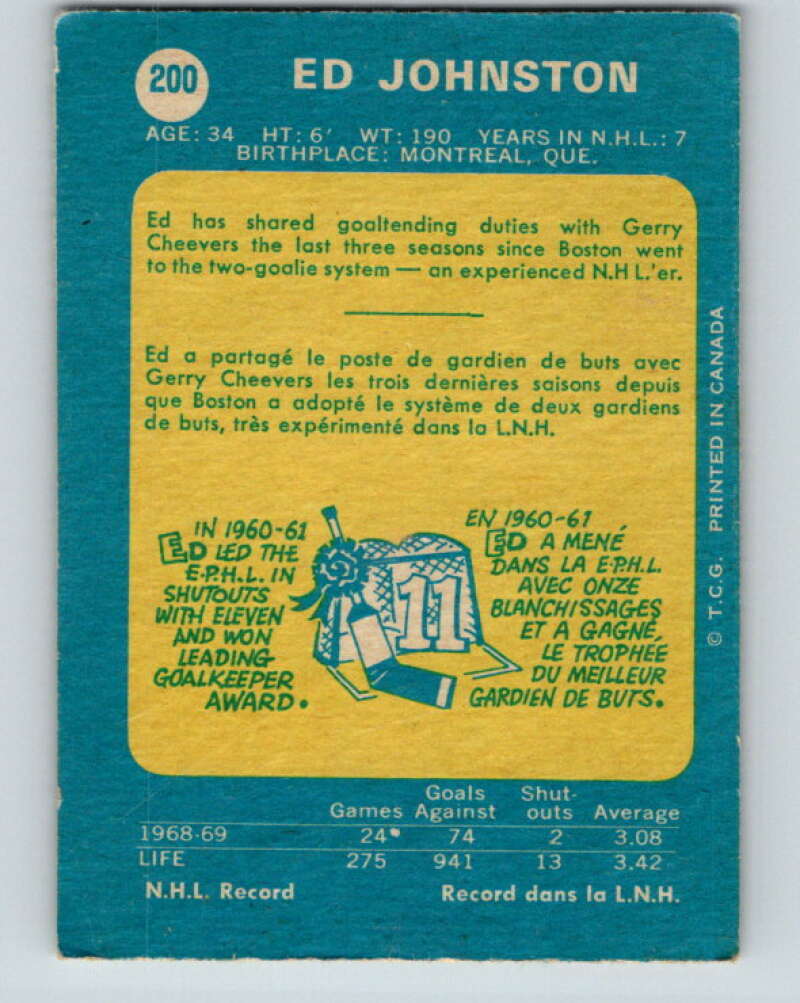 200 ED JOHNSTON
AGE: 34 HT: 6' WT: 190 YEARS IN N.H.L.: 7
BIRTHPLACE: MONTREAL, QUE.
Ed has shared goaltending duties with Gerry
Cheevers the last three seasons since Boston went
to the two-goalie system — an experienced N.H L.'er.
Ed a partagé le poste de gardien de buts avec
Gerry Cheevers les trois dernières saisons depuis
que Boston a adopté le système de deux gardiens
de buts, très expérimenté dans la L.N.H.
IN 1960-61
ED LED THE
E.P.H.L. IN
SHUTOUTS
WITH ELEVEN
AND WON
LEADING
GOALKEEPER
AWARD.
11
EN 1960-61
ED A MENÉ
DANS LA E.P.H.L.
AVEC ONZE
BLANCHISSAGES
ET A GAGNÉ,
LE TROPHÉE
DU MEILLEUR
GARDIEN DE BUTS.
© T.C.G. PRINTED IN CANADA
Goals Shut-
Games Against outs Average
1968-69 24 74 2 3.08
LIFE 275 941 13 3.42
N.H.L. Record Record dans la L.N.H.